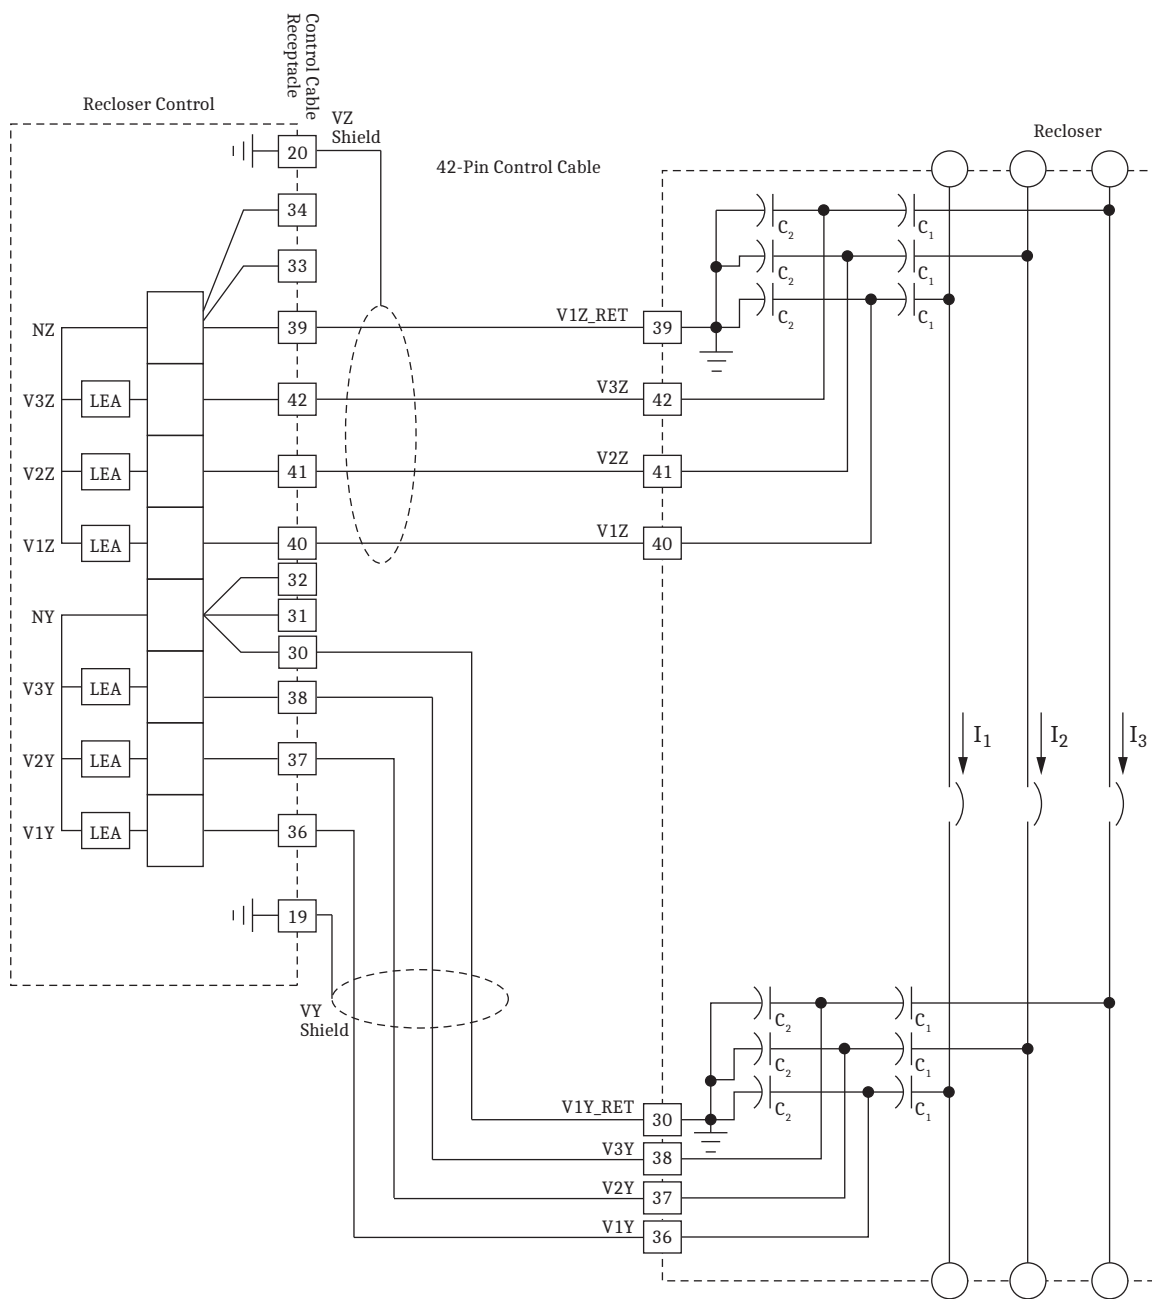 Control Cable
Receptacle
Recloser Control
VZ
Shield
Recloser
42-Pin Control Cable
20
34
33
C₂
C₁
C₂
C₁
C₂
C₁
NZ
39
V1Z_RET
39
V3Z
LEA
42
V3Z
42
V2Z
LEA
41
V2Z
41
V1Z
LEA
40
V1Z
40
32
NY
31
30
V3Y
LEA
38
I₁
I₂
I₃
V2Y
LEA
37
V1Y
LEA
36
19
VY
Shield
C₂
C₁
C₂
C₁
C₂
C₁
V1Y_RET
30
V3Y
38
V2Y
37
V1Y
36